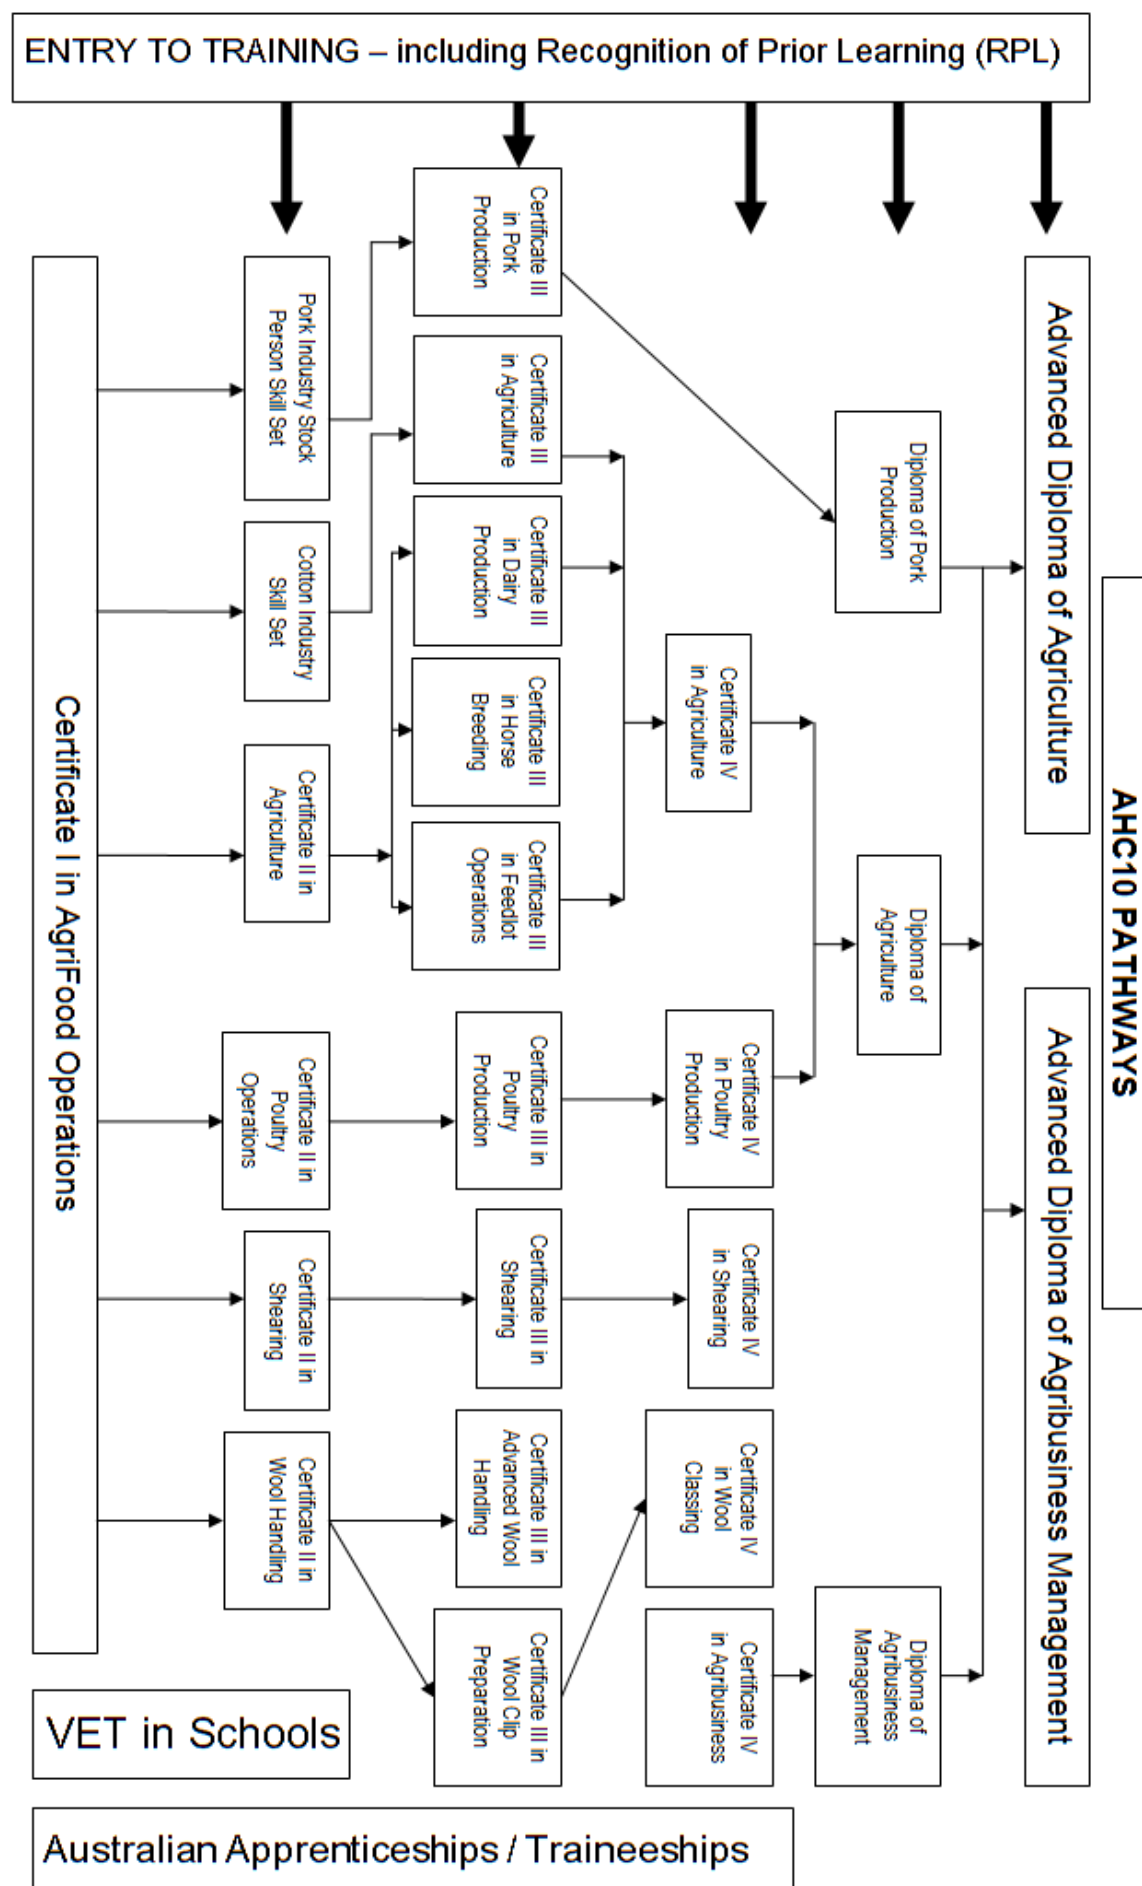 ENTRY TO TRAINING – including Recognition of Prior Learning (RPL)
AHC10 PATHWAYS
Advanced Diploma of Agriculture
Advanced Diploma of Agribusiness Management
Diploma of Pork
Production
Diploma of
Agriculture
Diploma of
Agribusiness
Management
Certificate IV
in Agriculture
Certificate IV
in Poultry
Production
Certificate IV
in Shearing
Certificate IV
in Wool
Classing
Certificate IV
in Agribusiness
Certificate III
in Pork
Production
Certificate III
in Agriculture
Certificate III
in Dairy
Production
Certificate III
in Horse
Breeding
Certificate III
in Feedlot
Operations
Certificate III in
Poultry
Production
Certificate III in
Shearing
Certificate III in
Advanced Wool
Handling
Certificate III in
Wool Clip
Preparation
Pork Industry Stock
Person Skill Set
Cotton Industry
Skill Set
Certificate II in
Agriculture
Certificate II in
Poultry
Operations
Certificate II in
Shearing
Certificate II in
Wool Handling
Certificate I in AgriFood Operations
VET in Schools
Australian Apprenticeships / Traineeships